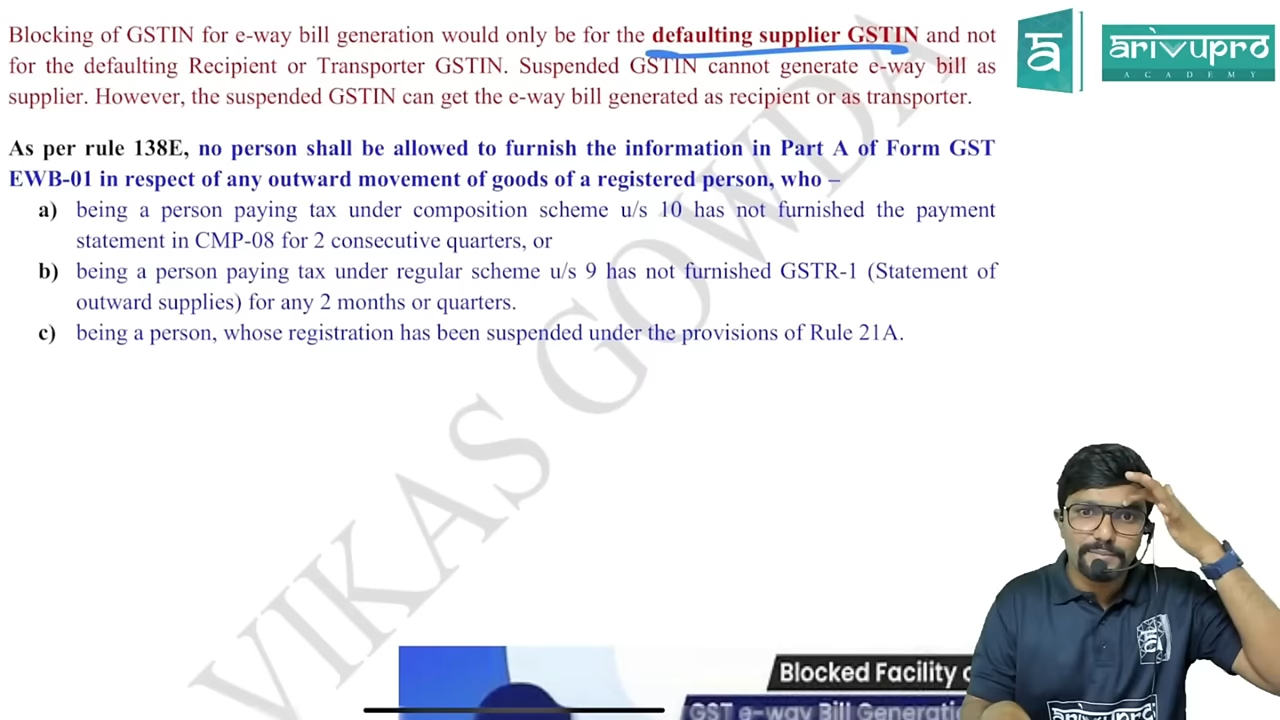 Blocking of GSTIN for e-way bill generation would only be for the defaulting supplier GSTIN and not
for the defaulting Recipient or Transporter GSTIN. Suspended GSTIN cannot generate e-way bill as
supplier. However, the suspended GSTIN can get the e-way bill generated as recipient or as transporter.
As per rule 138E, no person shall be allowed to furnish the information in Part A of Form GST
EWB-01 in respect of any outward movement of goods of a registered person, who –
a) being a person paying tax under composition scheme u/s 10 has not furnished the payment
statement in CMP-08 for 2 consecutive quarters, or
b) being a person paying tax under regular scheme u/s 9 has not furnished GSTR-1 (Statement of
outward supplies) for any 2 months or quarters.
c) being a person, whose registration has been suspended under the provisions of Rule 21A.
VIKAS GOWDA
arivupro
ACADEMY
Blocked Facility
GST e-way Bill
arivupro